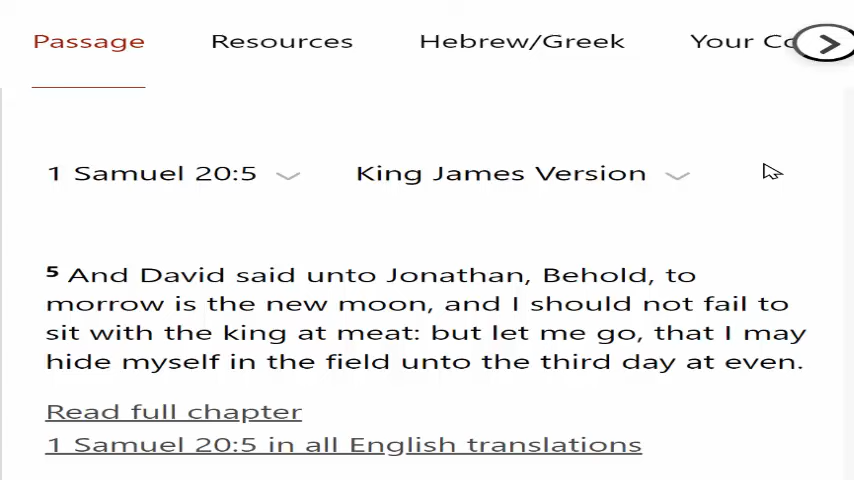 Passage Resources Hebrew/Greek Your
1 Samuel 20:5 King James Version
5 And David said unto Jonathan, Behold, to
morrow is the new moon, and I should not fail to
sit with the king at meat: but let me go, that I may
hide myself in the field unto the third day at even.
Read full chapter
1 Samuel 20:5 in all English translations